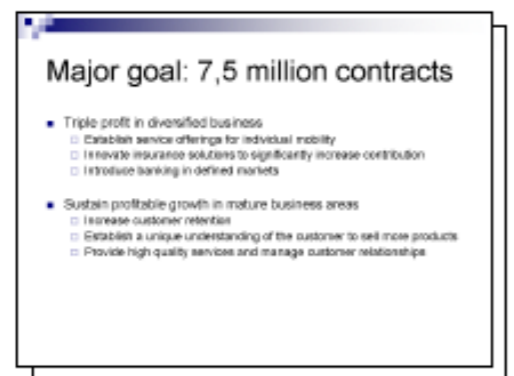 Major goal: 7,5 million contracts
Triple profit in diversified business
Establish service offerings for individual mobility
Innovate insurance solutions to significantly increase contribution
Introduce banking in defined markets
Sustain profitable growth in mature business areas
Increase customer retention
Establish a unique understanding of the customer to sell more products
Provide high quality services and manage customer relationships